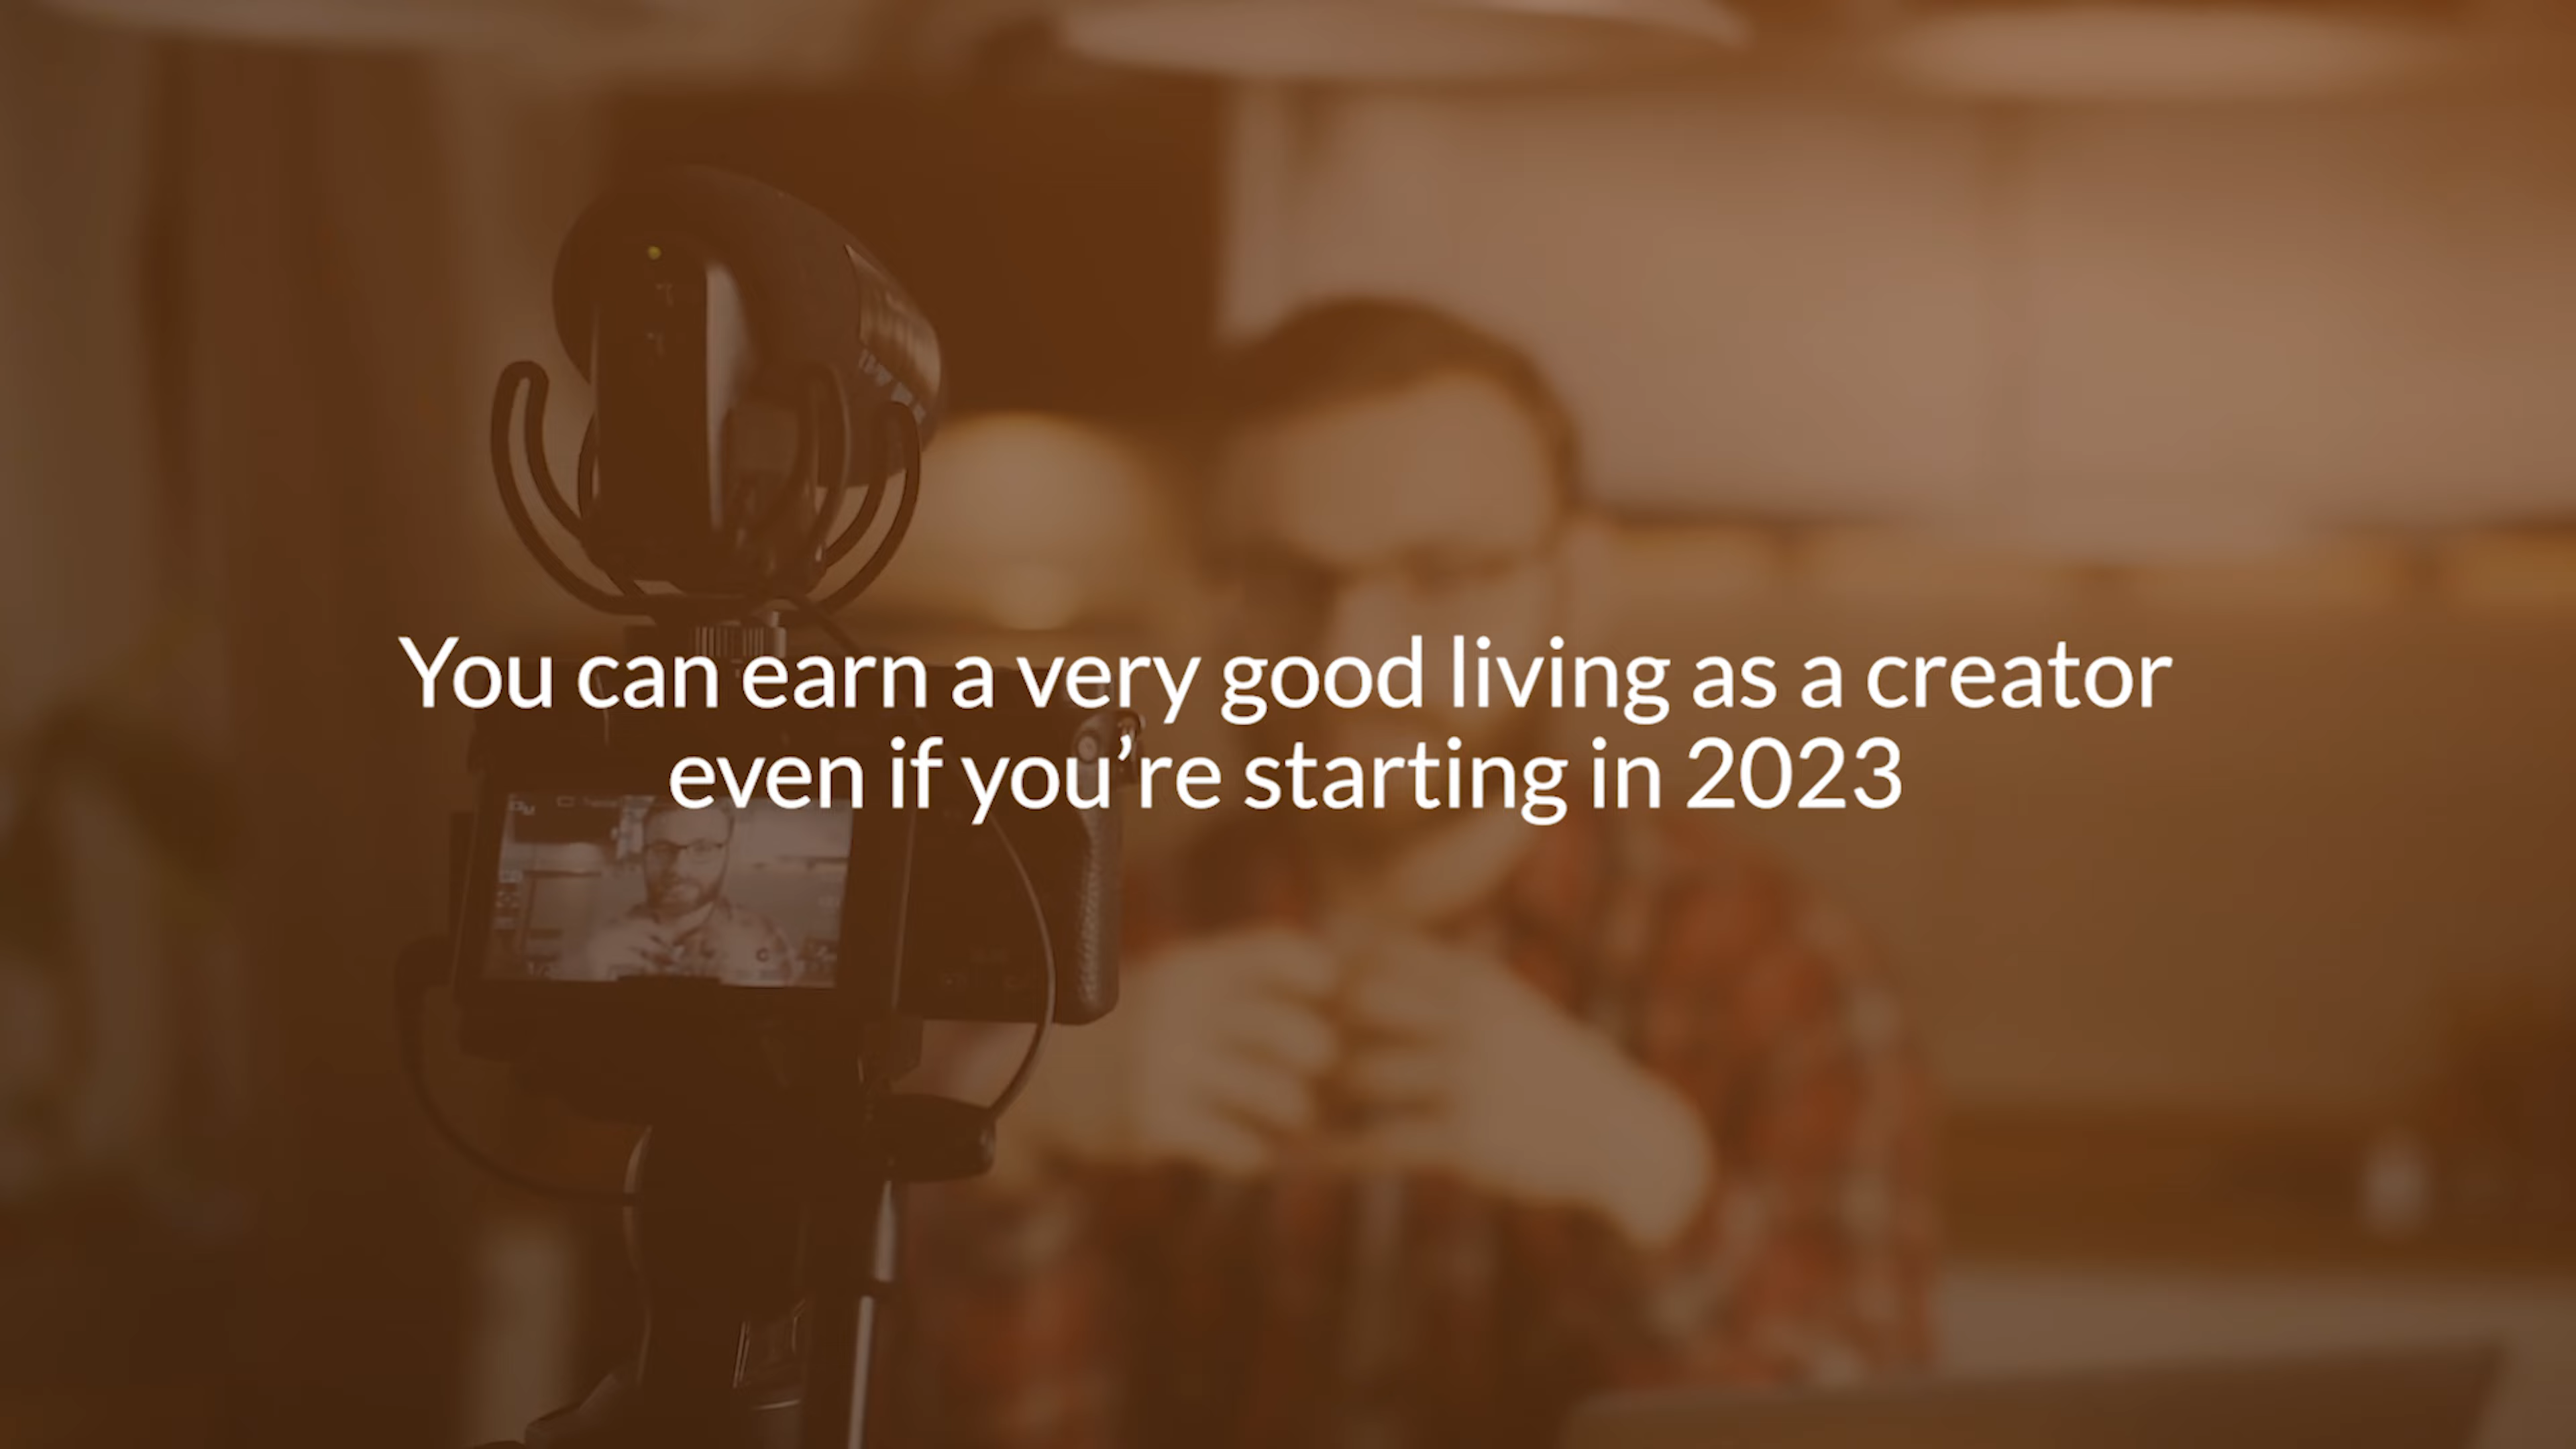 You can earn a very good living as a creator
even if you’re starting in 2023